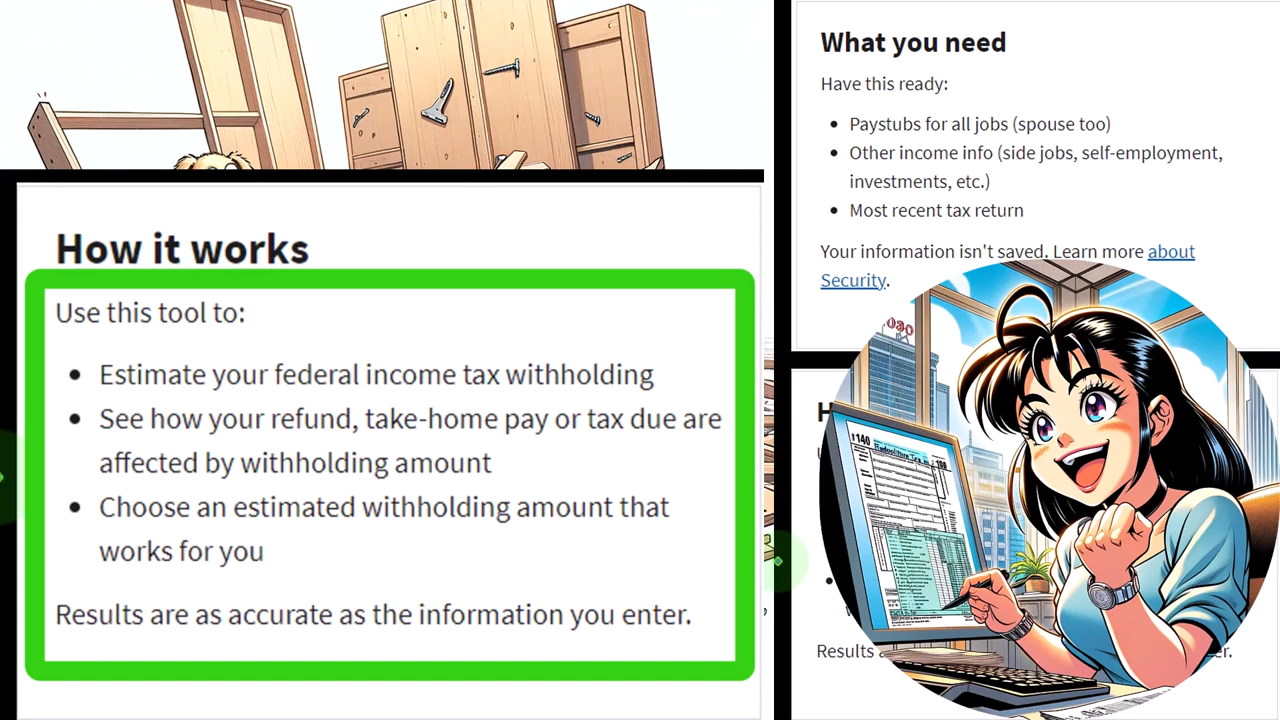 How it works
Use this tool to:
• Estimate your federal income tax withholding
• See how your refund, take-home pay or tax due are
affected by withholding amount
• Choose an estimated withholding amount that
works for you
Results are as accurate as the information you enter.
What you need
Have this ready:
• Paystubs for all jobs (spouse too)
• Other income info (side jobs, self-employment,
investments, etc.)
• Most recent tax return
Your information isn't saved. Learn more about
Security.
$140
Results